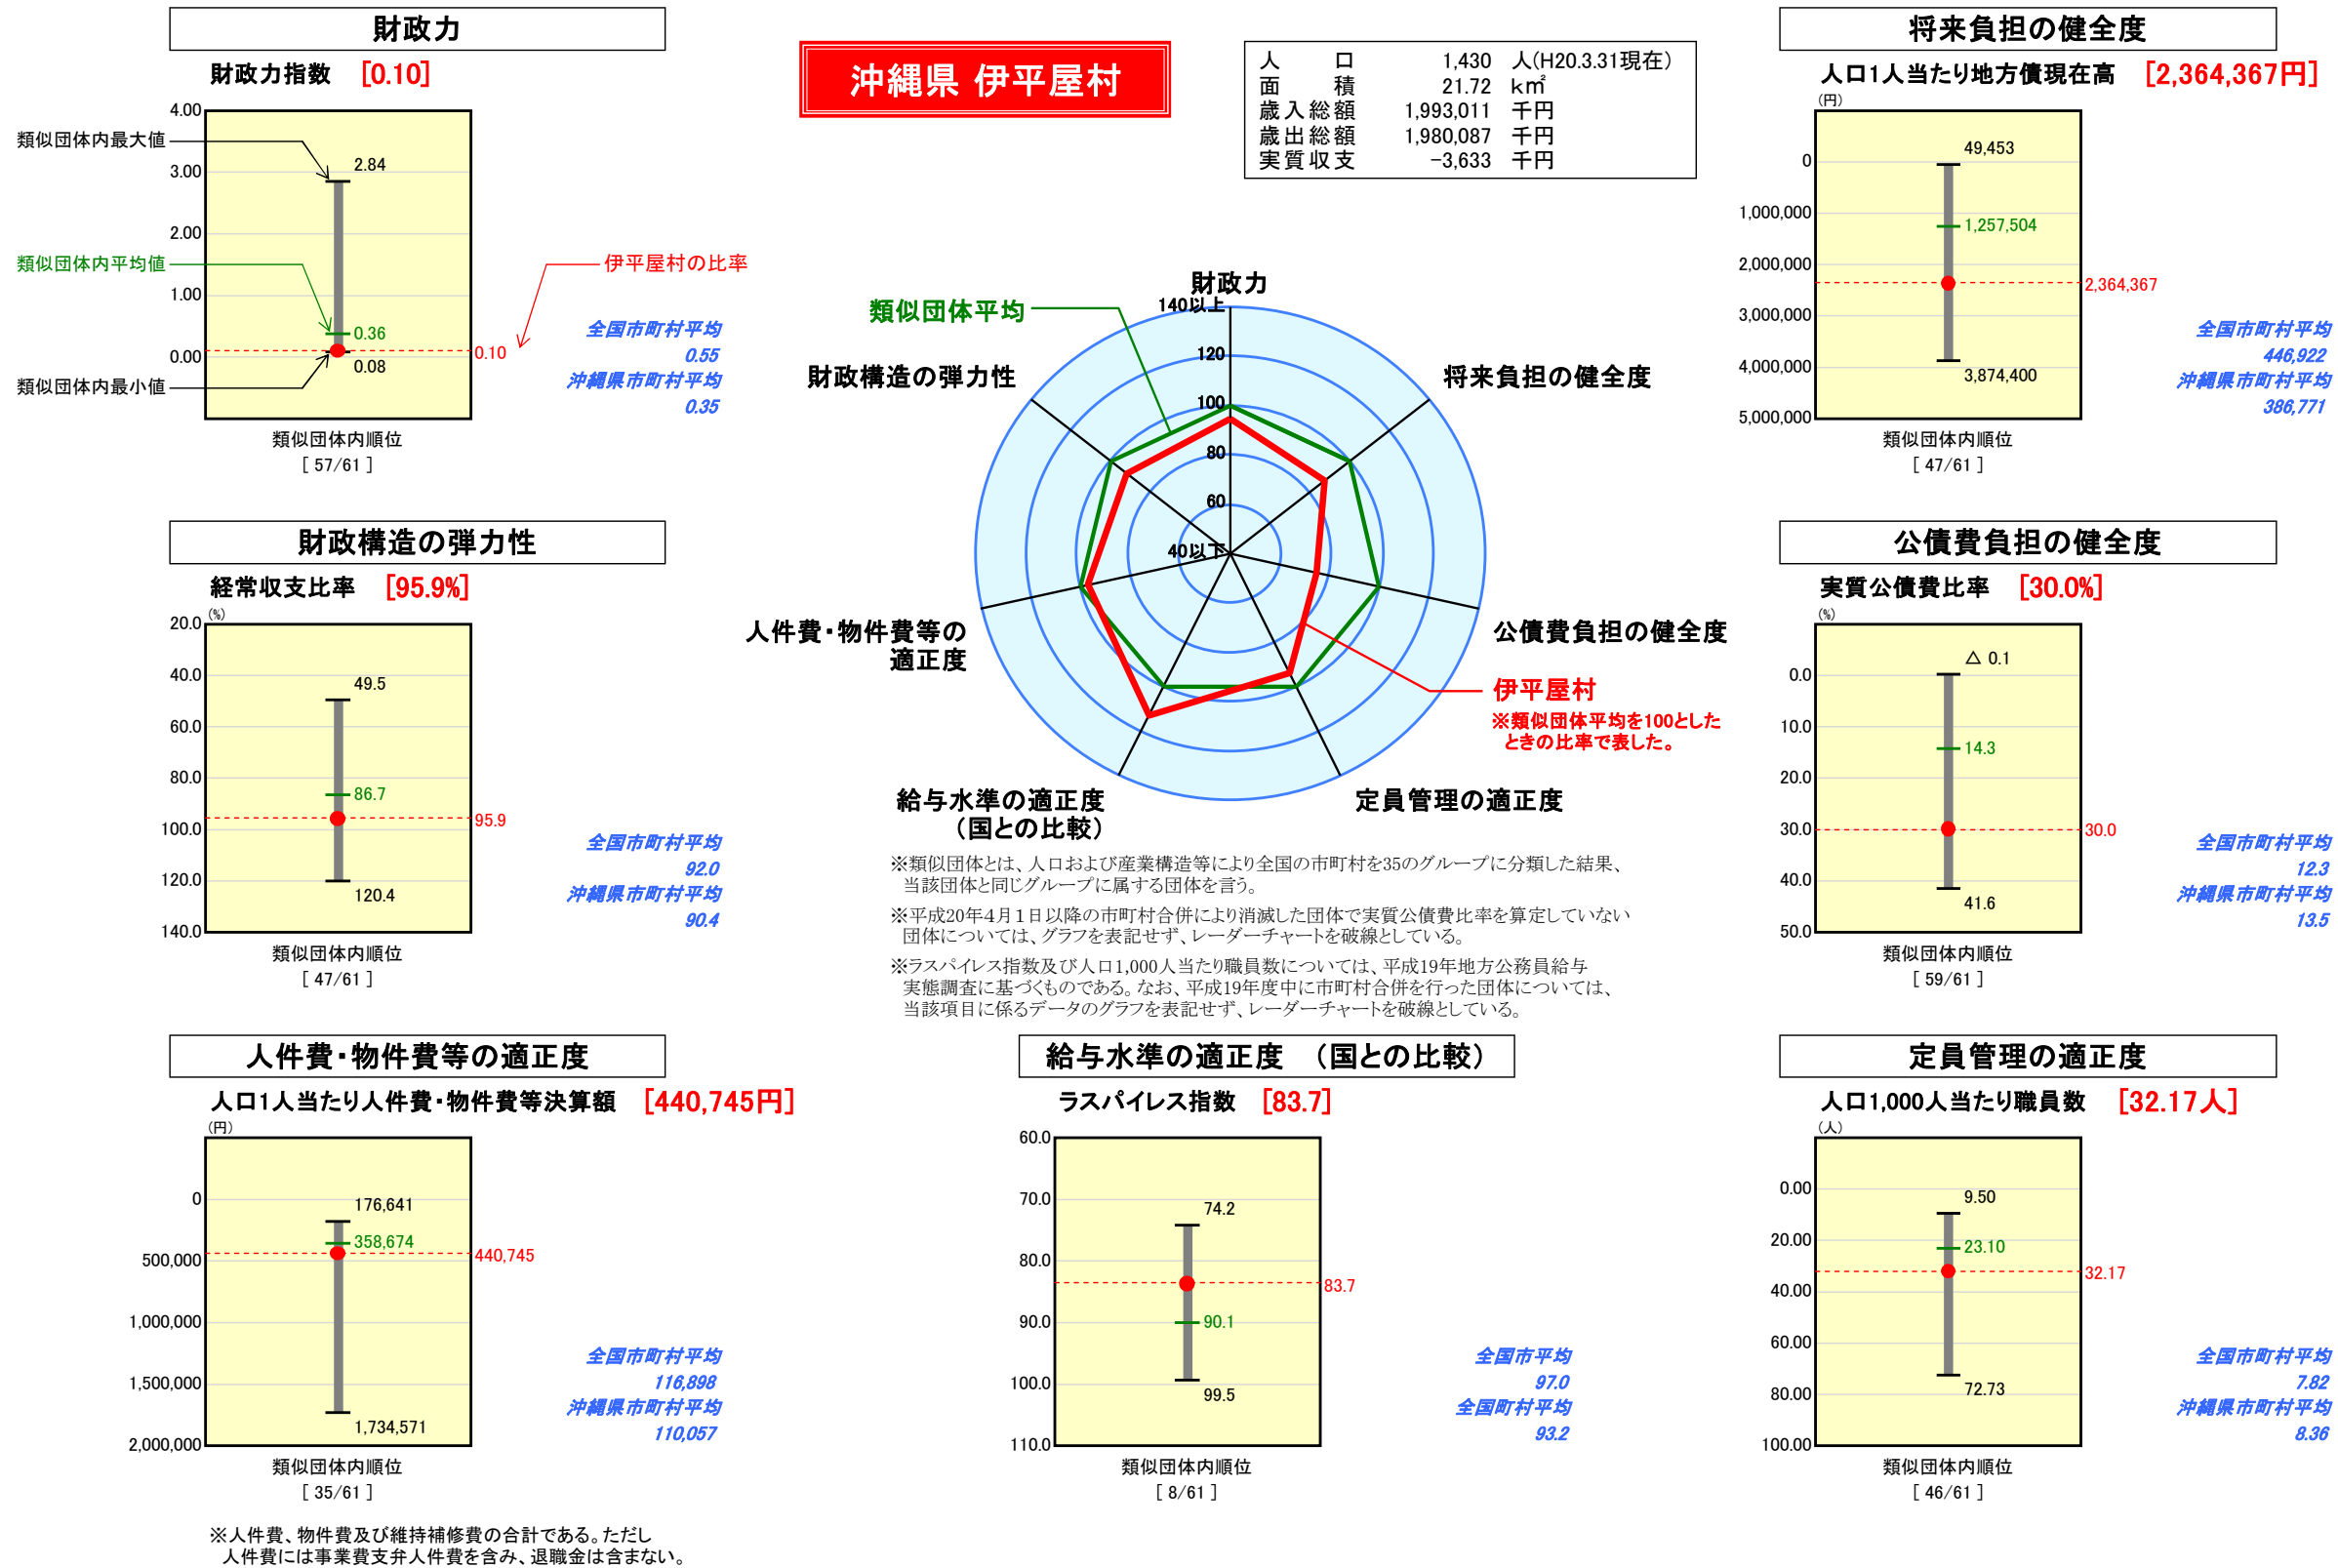 財政力
財政力指数 [0.10]
4.00
3.00
2.00
1.00
0.00
類似団体内最大値
類似団体内平均値
類似団体内最小値
2.84
0.36
0.08
0.10
伊平屋村の比率
全国市町村平均
0.55
沖縄県市町村平均
0.35
類似団体内順位
[ 57/61 ]
沖縄県 伊平屋村
人口 1,430 人(H20.3.31現在)
面積 21.72 k㎡
歳入総額 1,993,011 千円
歳出総額 1,980,087 千円
実質収支 -3,633 千円
将来負担の健全度
人口1人当たり地方債現在高 [2,364,367円]
(円)
0
1,000,000
2,000,000
3,000,000
4,000,000
5,000,000
49,453
1,257,504
2,364,367
3,874,400
全国市町村平均
446,922
沖縄県市町村平均
386,771
類似団体内順位
[ 47/61 ]
財政力
140以上
120
100
80
60
40以下
類似団体平均
財政構造の弾力性
将来負担の健全度
人件費・物件費等の
適正度
公債費負担の健全度
給与水準の適正度
(国との比較)
定員管理の適正度
伊平屋村
※類似団体平均を100とした
ときの比率で表した。
財政構造の弾力性
経常収支比率 [95.9%]
(%)
20.0
40.0
60.0
80.0
100.0
120.0
140.0
49.5
86.7
95.9
120.4
全国市町村平均
92.0
沖縄県市町村平均
90.4
類似団体内順位
[ 47/61 ]
公債費負担の健全度
実質公債費比率 [30.0%]
(%)
0.0
10.0
20.0
30.0
40.0
50.0
△ 0.1
14.3
30.0
41.6
全国市町村平均
12.3
沖縄県市町村平均
13.5
類似団体内順位
[ 59/61 ]
※類似団体とは、人口および産業構造等により全国の市町村を35のグループに分類した結果、
当該団体と同じグループに属する団体を言う。
※平成20年4月1日以降の市町村合併により消滅した団体で実質公債費比率を算定していない
団体については、グラフを表記せず、レーダーチャートを破線としている。
※ラスパイレス指数及び人口1,000人当たり職員数については、平成19年地方公務員給与
実態調査に基づくものである。なお、平成19年度中に市町村合併を行った団体については、
当該項目に係るデータのグラフを表記せず、レーダーチャートを破線としている。
人件費・物件費等の適正度
人口1人当たり人件費・物件費等決算額 [440,745円]
(円)
0
500,000
1,000,000
1,500,000
2,000,000
176,641
358,674
440,745
1,734,571
全国市町村平均
116,898
沖縄県市町村平均
110,057
類似団体内順位
[ 35/61 ]
※人件費、物件費及び維持補修費の合計である。ただし
人件費には事業費支弁人件費を含み、退職金は含まない。
給与水準の適正度 (国との比較)
ラスパイレス指数 [83.7]
60.0
70.0
80.0
90.0
100.0
110.0
74.2
83.7
90.1
99.5
全国市平均
97.0
全国町村平均
93.2
類似団体内順位
[ 8/61 ]
定員管理の適正度
人口1,000人当たり職員数 [32.17人]
(人)
0.00
20.00
40.00
60.00
80.00
100.00
9.50
23.10
32.17
72.73
全国市町村平均
7.82
沖縄県市町村平均
8.36
類似団体内順位
[ 46/61 ]